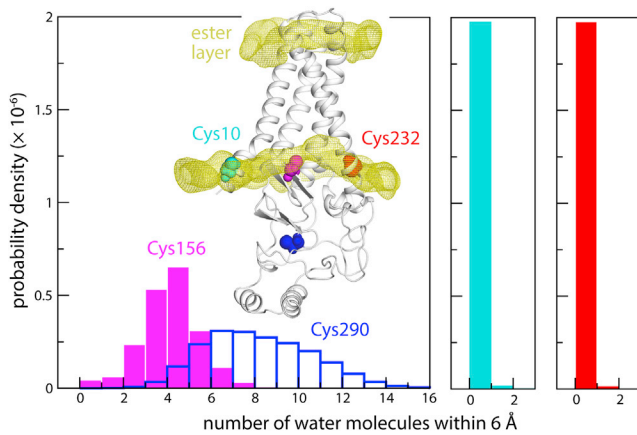 probability density (× 10⁻⁶)
2
1.5
1
0.5
0
ester
layer
Cys10
Cys232
Cys156
Cys290
0 2 4 6 8 10 12 14 16
0 2
0 2
number of water molecules within 6 Å